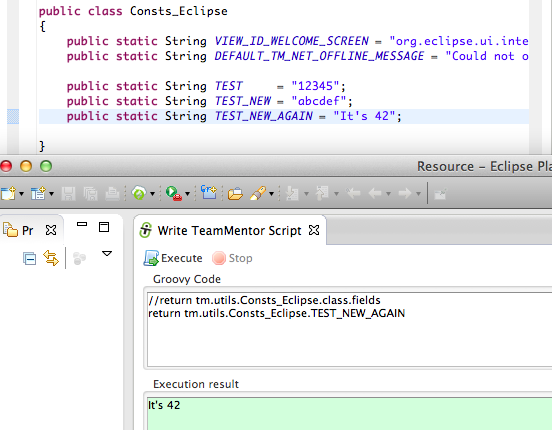 public class Consts_Eclipse
{
public static String VIEW_ID_WELCOME_SCREEN = "org.eclipse.ui.inte
public static String DEFAULT_TM_NET_OFFLINE_MESSAGE = "Could not o
public static String TEST = "12345";
public static String TEST_NEW = "abcdef";
public static String TEST_NEW_AGAIN = "It's 42";
}
Resource - Eclipse Pla
Pr
Write TeamMentor Script
Execute Stop
Groovy Code
//return tm.utils.Consts_Eclipse.class.fields
return tm.utils.Consts_Eclipse.TEST_NEW_AGAIN
Execution result
It's 42